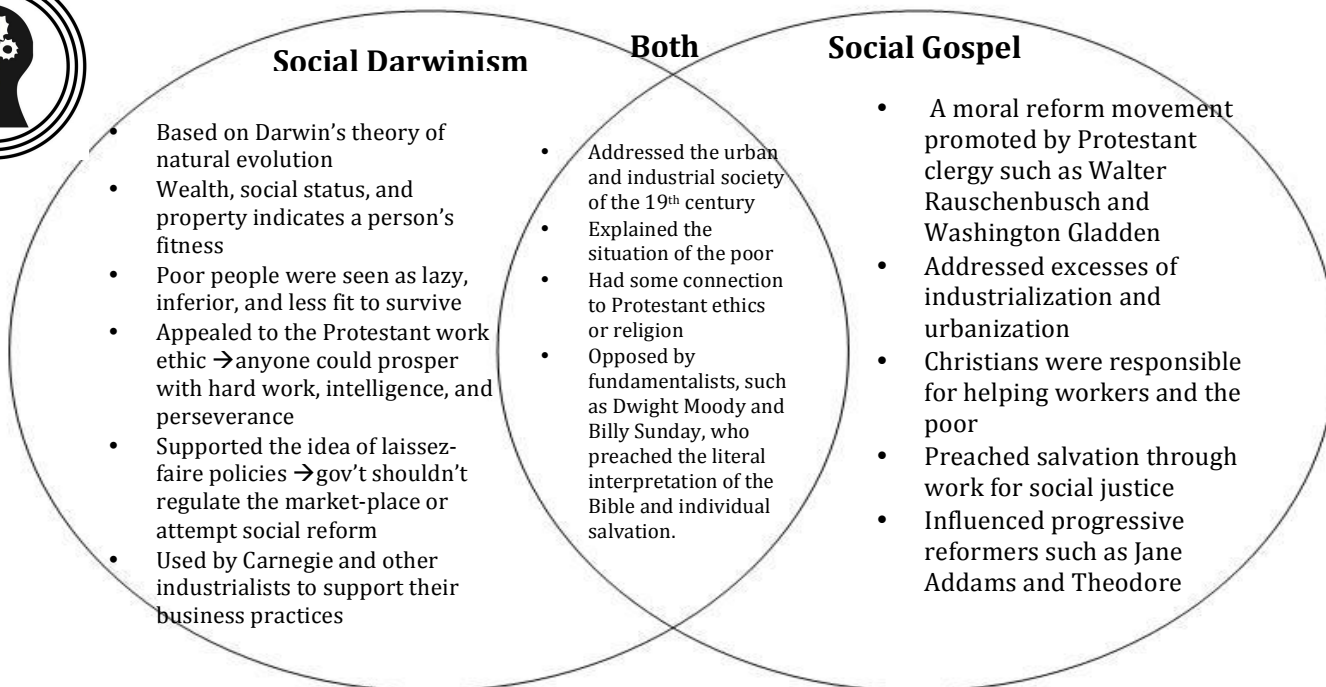 Social Darwinism
• Based on Darwin’s theory of
natural evolution
• Wealth, social status, and
property indicates a person’s
fitness
• Poor people were seen as lazy,
inferior, and less fit to survive
• Appealed to the Protestant work
ethic →anyone could prosper
with hard work, intelligence, and
perseverance
• Supported the idea of laissez-
faire policies →gov’t shouldn’t
regulate the market-place or
attempt social reform
• Used by Carnegie and other
industrialists to support their
business practices
Both
• Addressed the urban
and industrial society
of the 19th century
• Explained the
situation of the poor
• Had some connection
to Protestant ethics
or religion
• Opposed by
fundamentalists, such
as Dwight Moody and
Billy Sunday, who
preached the literal
interpretation of the
Bible and individual
salvation.
Social Gospel
• A moral reform movement
promoted by Protestant
clergy such as Walter
Rauschenbusch and
Washington Gladden
• Addressed excesses of
industrialization and
urbanization
• Christians were responsible
for helping workers and the
poor
• Preached salvation through
work for social justice
• Influenced progressive
reformers such as Jane
Addams and Theodore